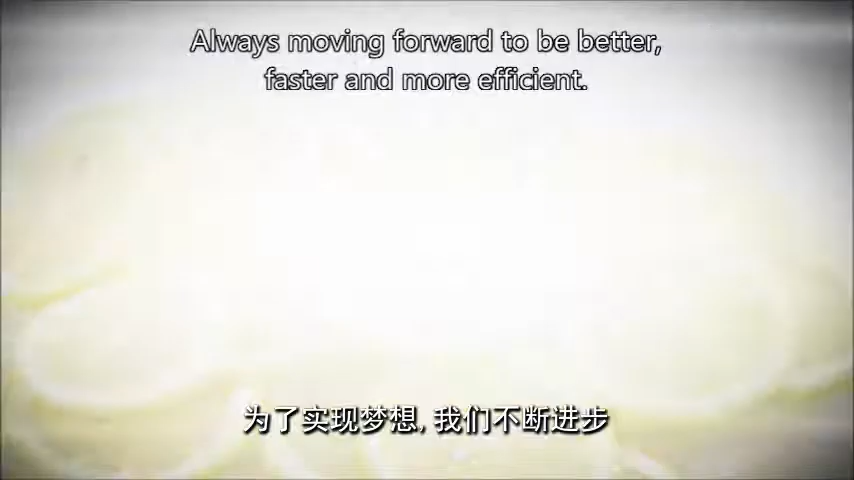 Always moving forward to be better,
faster and more efficient.
为了实现梦想, 我们不断进步